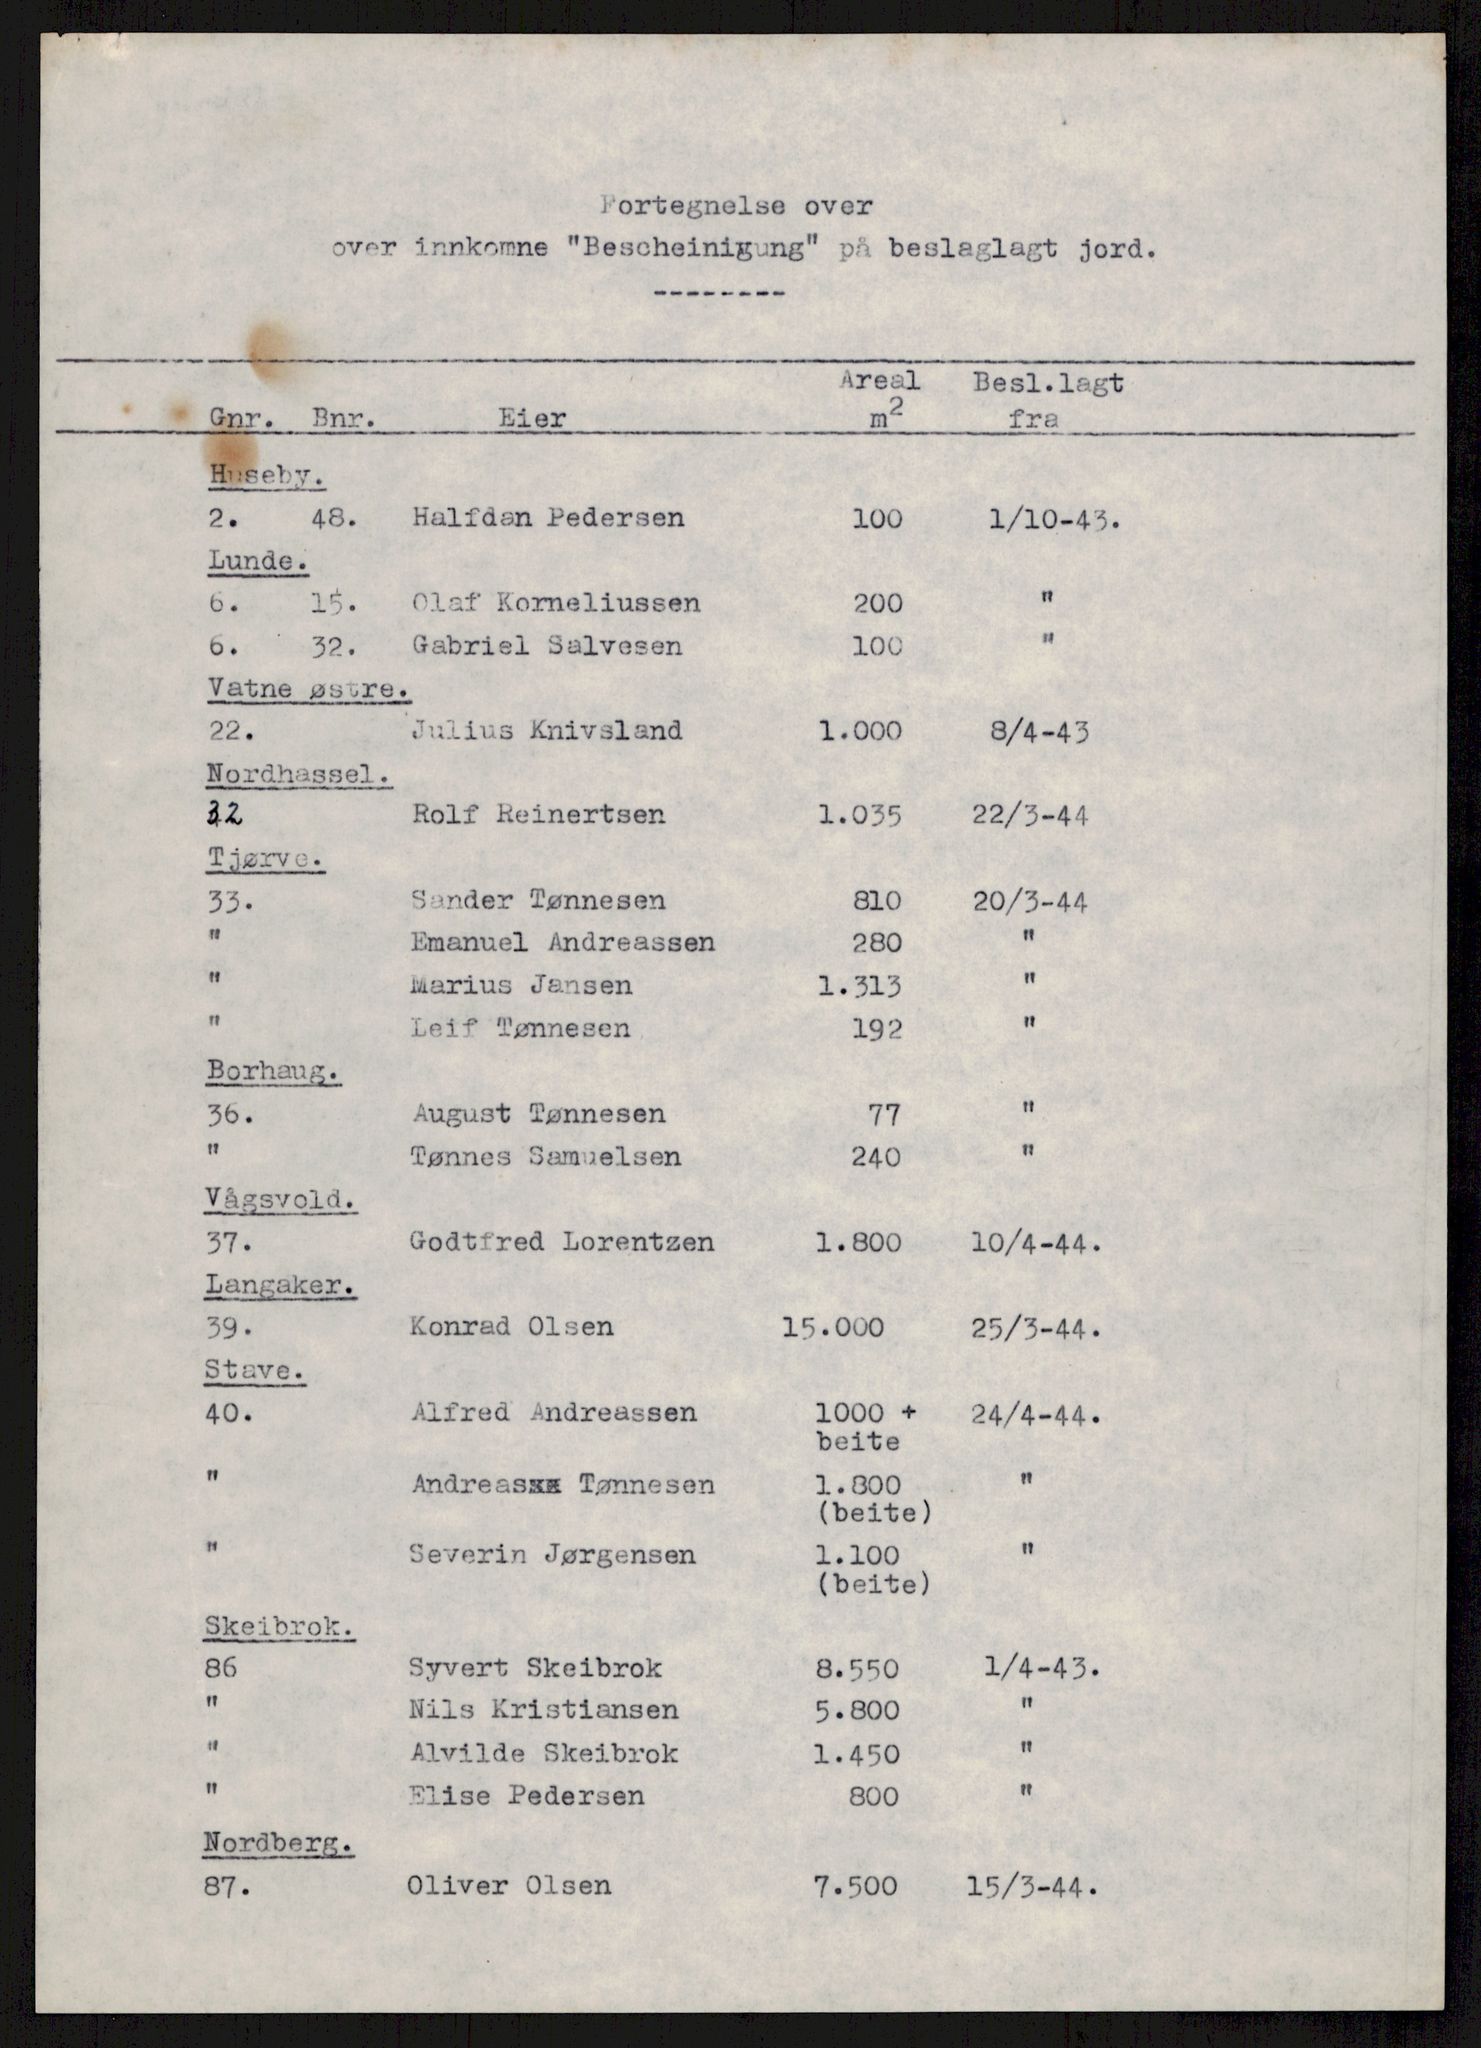 Fortegnelse over
over innkomne "Bescheinigung" på beslaglagt jord.
--------
Areal Besl.lagt
Gnr. Bnr. Eier m2 fra
Huseby.
2. 48. Halfdan Pedersen 100 1/10-43.
Lunde.
6. 15. Olaf Korneliussen 200 "
6. 32. Gabriel Salvesen 100 "
Vatne østre.
22. Julius Knivsland 1.000 8/4-43
Nordhassel.
32 Rolf Reinertsen 1.035 22/3-44
Tjørve.
33. Sander Tønnesen 810 20/3-44
" Emanuel Andreassen 280 "
" Marius Jansen 1.313 "
" Leif Tønnesen 192 "
Borhaug.
36. August Tønnesen 77 "
" Tønnes Samuelsen 240 "
Vågsvold.
37. Godtfred Lorentzen 1.800 10/4-44.
Langaker.
39. Konrad Olsen 15.000 25/3-44.
Stave.
40. Alfred Andreassen 1000 + 24/4-44.
beite
" Andreasxx Tønnesen 1.800 "
(beite)
" Severin Jørgensen 1.100 "
(beite)
Skeibrok.
86 Syvert Skeibrok 8.550 1/4-43.
" Nils Kristiansen 5.800 "
" Alvilde Skeibrok 1.450 "
" Elise Pedersen 800 "
Nordberg.
87. Oliver Olsen 7.500 15/3-44.